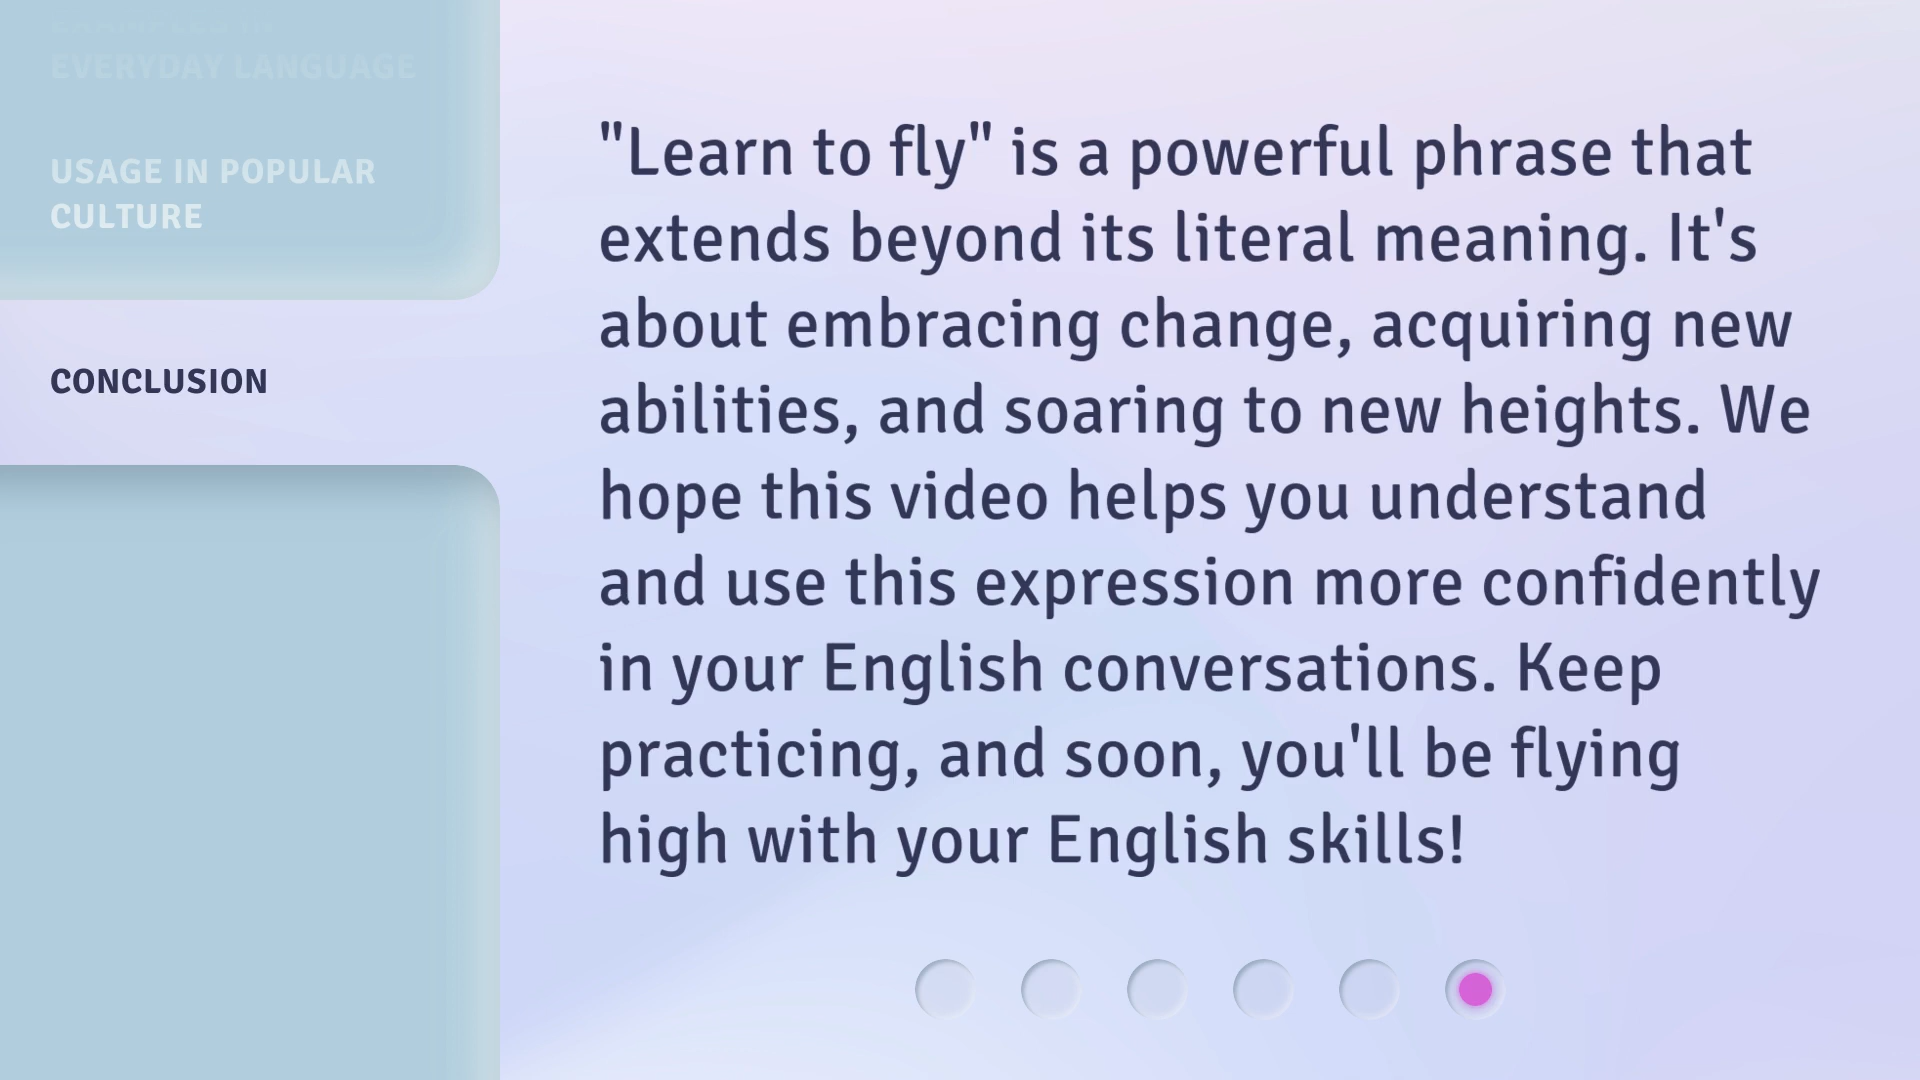 EXAMPLES IN
EVERYDAY LANGUAGE
USAGE IN POPULAR
CULTURE
CONCLUSION
"Learn to fly" is a powerful phrase that
extends beyond its literal meaning. It's
about embracing change, acquiring new
abilities, and soaring to new heights. We
hope this video helps you understand
and use this expression more confidently
in your English conversations. Keep
practicing, and soon, you'll be flying
high with your English skills!